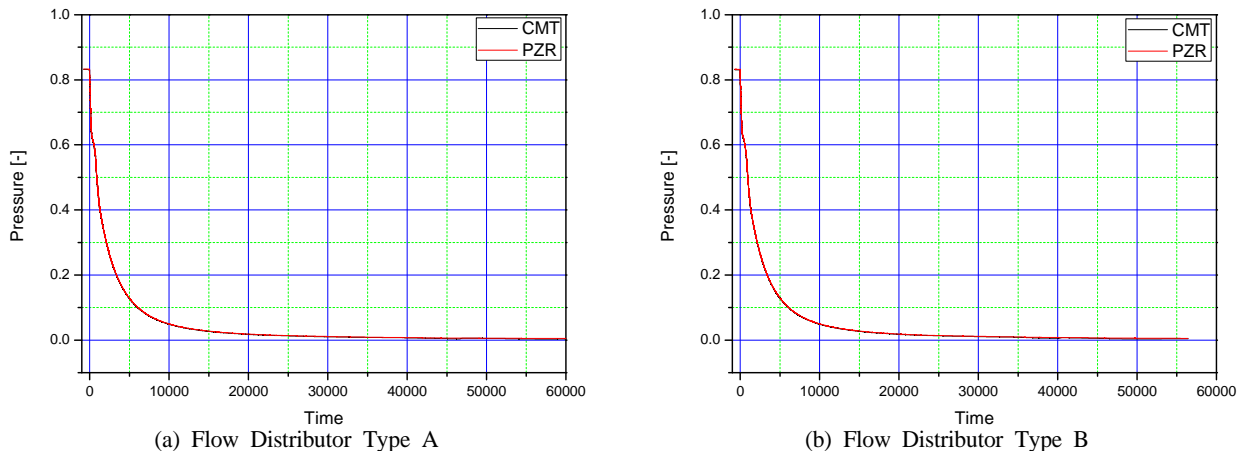 1.0
0.8
0.6
0.4
0.2
0.0
Pressure [-]
CMT
PZR
0 10000 20000 30000 40000 50000 60000
Time
(a) Flow Distributor Type A
1.0
0.8
0.6
0.4
0.2
0.0
Pressure [-]
CMT
PZR
0 10000 20000 30000 40000 50000 60000
Time
(b) Flow Distributor Type B